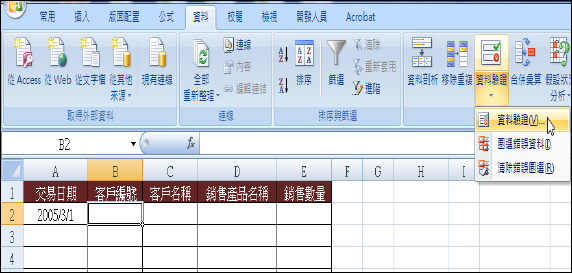 常用 插入 版面配置 公式 資料 校閱 檢視 開發人員 Acrobat
從 Access 從 Web 從文字檔 從其他來源 現有連線 全部重新整理 連線 內容 編輯連結 排序 篩選 清除 重新套用 進階 資料剖析 移除重複 資料驗證 合併彙算 假設狀況分析
取得外部資料 連線 排序與篩選
資料驗證(V)...
圈選錯誤資料(I)
清除錯誤圈選(R)
B2 fx
A B C D E F G H I
1 交易日期 客戶編號 客戶名稱 銷售產品名稱 銷售數量
2 2005/3/1
3